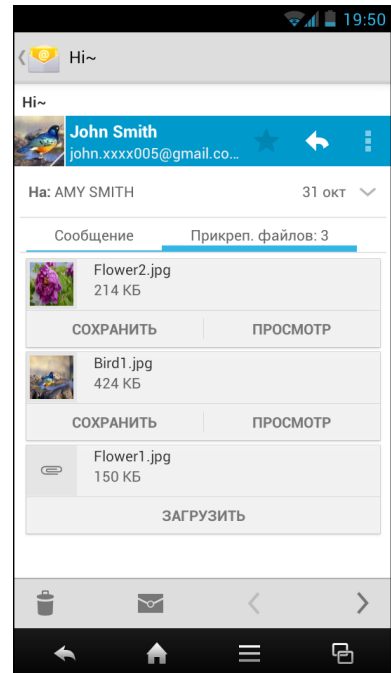 19:50
Hi~
Hi~
John Smith
john.xxxx005@gmail.co...
На: AMY SMITH 31 окт
Сообщение Прикреп. файлов: 3
Flower2.jpg
214 КБ
СОХРАНИТЬ ПРОСМОТР
Bird1.jpg
424 КБ
СОХРАНИТЬ ПРОСМОТР
Flower1.jpg
150 КБ
ЗАГРУЗИТЬ